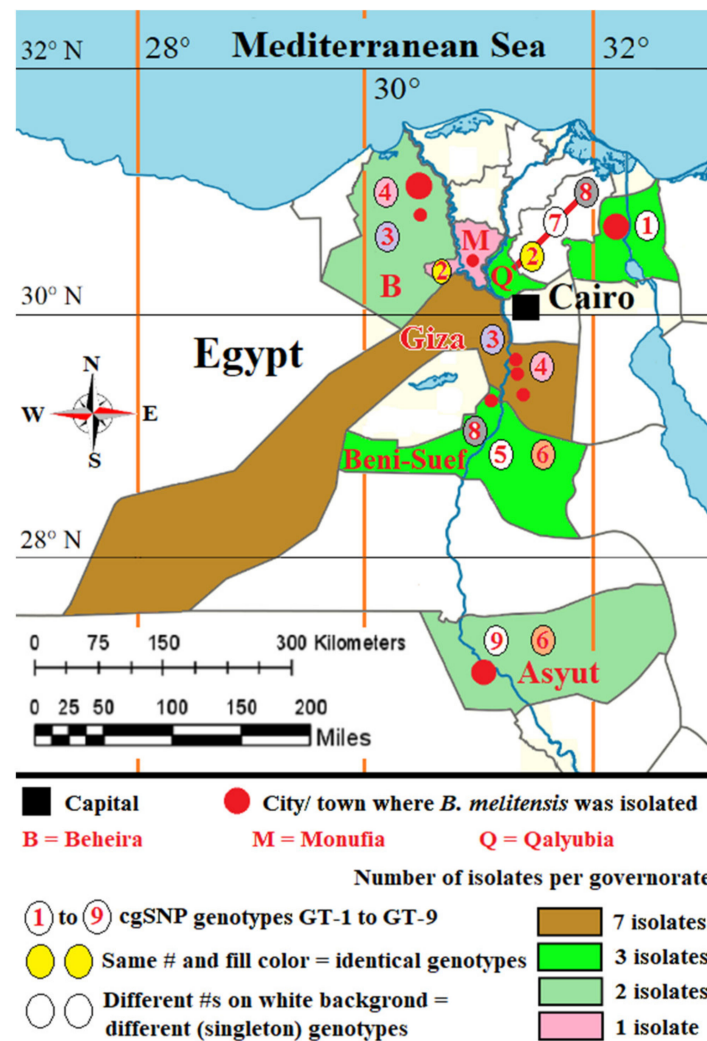 Mediterranean Sea
32° N
28°
30°
32°
4
8
7
1
3
M
2
2
Q
B
30° N
Cairo
Giza
3
Egypt
4
N
W
E
S
8
Beni-Suef
5
6
28° N
9
6
Asyut
0 75 150 300 Kilometers
0 25 50 100 150 200
Miles
Capital
City/ town where B. melitensis was isolated
B = Beheira
M = Monufia
Q = Qalyubia
Number of isolates per governorate
1 to 9 cgSNP genotypes GT-1 to GT-9
7 isolates
3 isolates
Same # and fill color = identical genotypes
2 isolates
Different #s on white backgrond =
different (singleton) genotypes
1 isolate